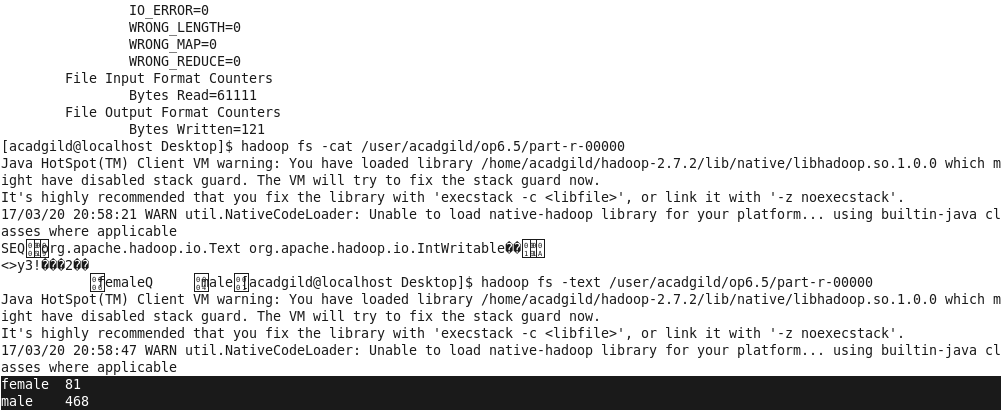 IO_ERROR=0
WRONG_LENGTH=0
WRONG_MAP=0
WRONG_REDUCE=0
File Input Format Counters
Bytes Read=61111
File Output Format Counters
Bytes Written=121
[acadgild@localhost Desktop]$ hadoop fs -cat /user/acadgild/op6.5/part-r-00000
Java HotSpot(TM) Client VM warning: You have loaded library /home/acadgild/hadoop-2.7.2/lib/native/libhadoop.so.1.0.0 which m
ight have disabled stack guard. The VM will try to fix the stack guard now.
It's highly recommended that you fix the library with 'execstack -c <libfile>', or link it with '-z noexecstack'.
17/03/20 20:58:21 WARN util.NativeCodeLoader: Unable to load native-hadoop library for your platform... using builtin-java cl
asses where applicable
SEQ org.apache.hadoop.io.Text org.apache.hadoop.io.IntWritable��
<>y3!���2��
femaleQ male [acadgild@localhost Desktop]$ hadoop fs -text /user/acadgild/op6.5/part-r-00000
Java HotSpot(TM) Client VM warning: You have loaded library /home/acadgild/hadoop-2.7.2/lib/native/libhadoop.so.1.0.0 which m
ight have disabled stack guard. The VM will try to fix the stack guard now.
It's highly recommended that you fix the library with 'execstack -c <libfile>', or link it with '-z noexecstack'.
17/03/20 20:58:47 WARN util.NativeCodeLoader: Unable to load native-hadoop library for your platform... using builtin-java cl
asses where applicable
female 81
male 468